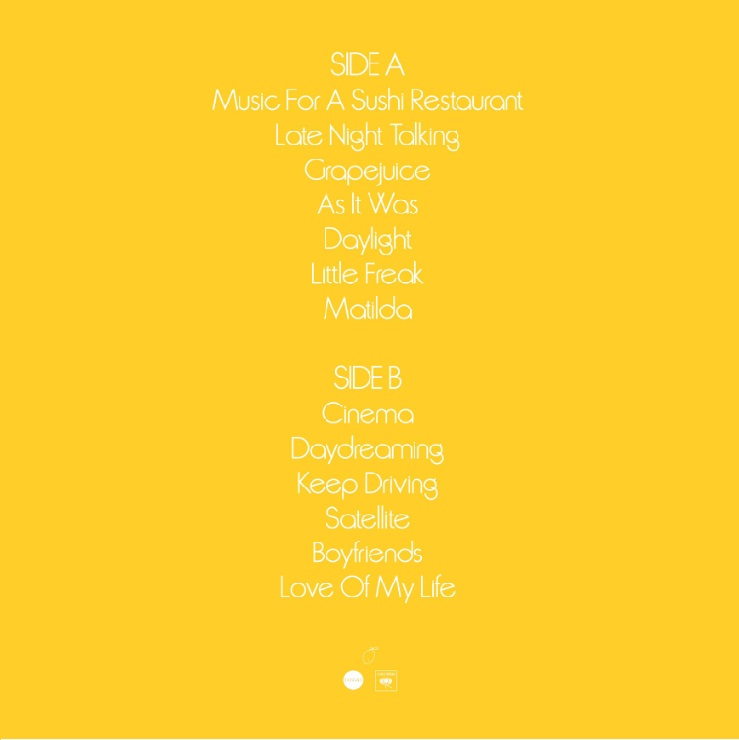 SIDE A
Music For A Sushi Restaurant
Late Night Talking
Grapejuice
As It Was
Daylight
Little Freak
Matilda
SIDE B
Cinema
Daydreaming
Keep Driving
Satellite
Boyfriends
Love Of My Life